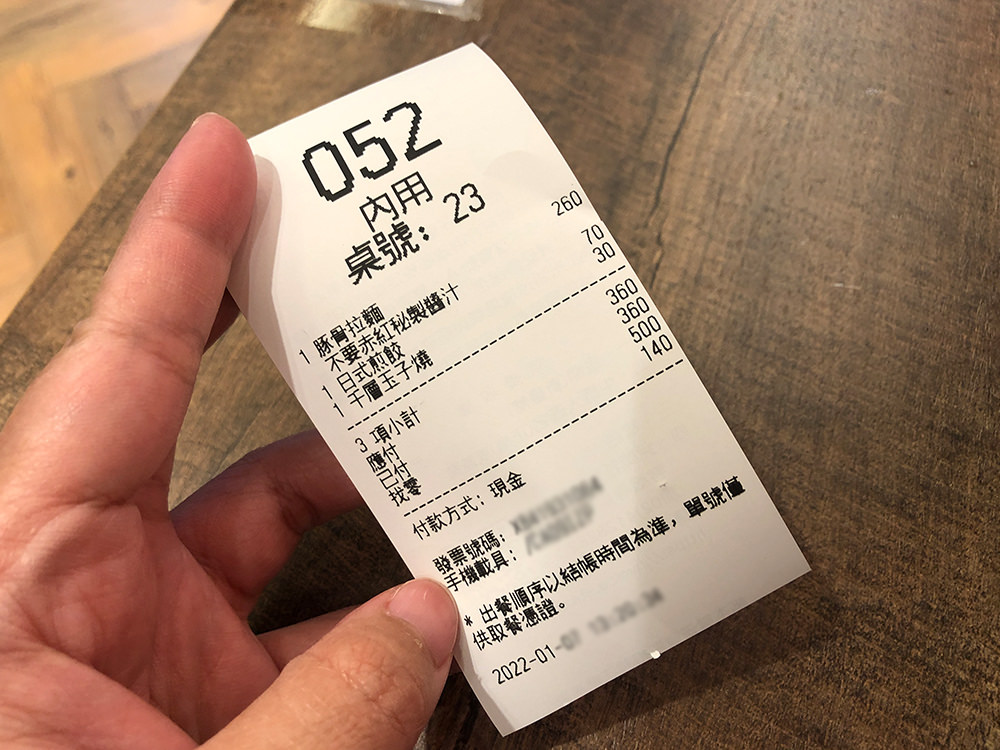 052
內用
桌號: 23
1 豚骨拉麵 260
不要赤紅秘製醬汁
1 日式煎餃 70
1 千層玉子燒 30
3 項小計 360
應付 360
已付 500
找零 140
付款方式: 現金
發票號碼:
手機載具:
* 出餐順序以結帳時間為準, 單號僅
供取餐憑證。
2022-01